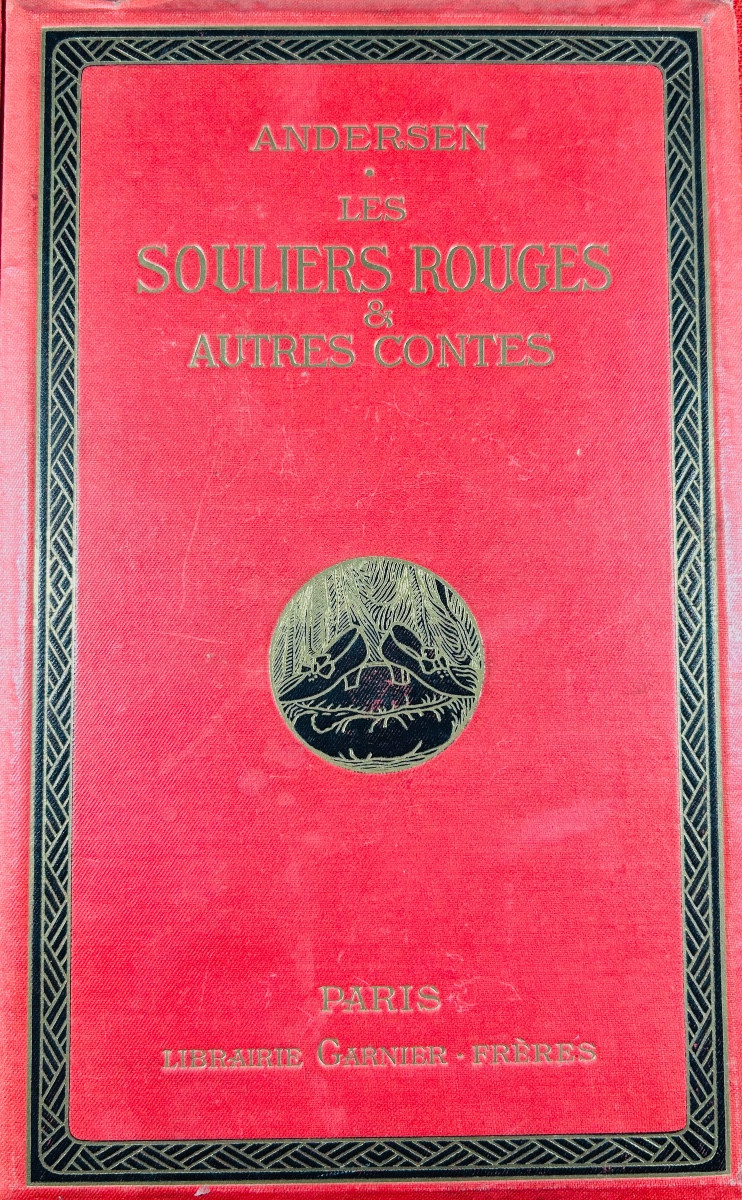 ANDERSEN
•
LES
SOULIERS ROUGES
&
AUTRES CONTES
PARIS
LIBRAIRIE GARNIER - FRÈRES